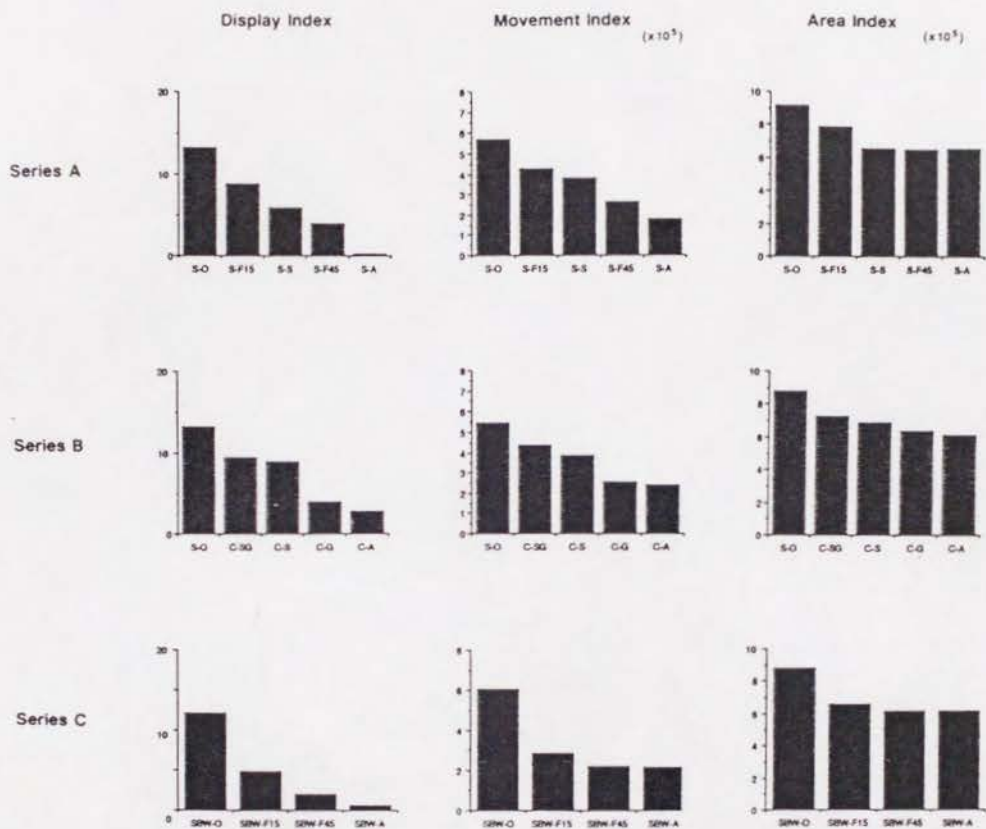 Display Index
Movement Index
(x10⁵)
Area Index
(x10⁵)
Series A
20
10
0
S-O S-F15 S-S S-F45 S-A
8
7
6
5
4
3
2
1
0
S-O S-F15 S-S S-F45 S-A
10
8
6
4
2
0
S-O S-F15 S-S S-F45 S-A
Series B
20
10
0
S-O C-SG C-S C-G C-A
8
7
6
5
4
3
2
1
0
S-O C-SG C-S C-G C-A
10
8
6
4
2
0
S-O C-SG C-S C-G C-A
Series C
20
10
0
SBW-O SBW-F15 SBW-F45 SBW-A
8
6
4
2
0
SBW-O SBW-F15 SBW-F45 SBW-A
10
8
6
4
2
0
SBW-O SBW-F15 SBW-F45 SBW-A